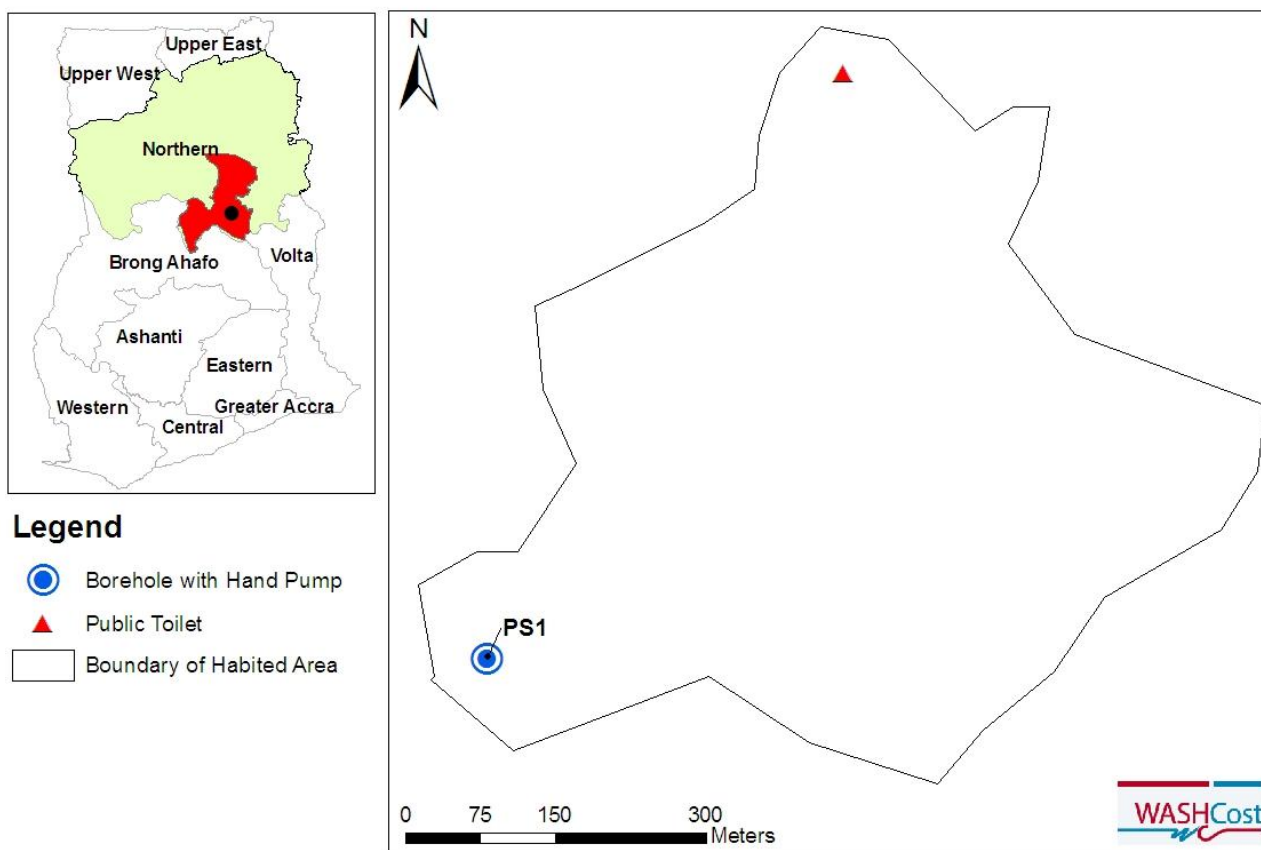 Upper East
Upper West
Northern
Brong Ahafo
Volta
Ashanti
Eastern
Western
Greater Accra
Central
Legend
Borehole with Hand Pump
Public Toilet
Boundary of Habited Area
N
PS1
0 75 150 300
Meters
WASHCost